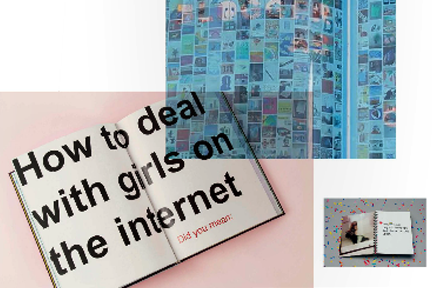 How to deal
with girls on
the internet
Did you mean: